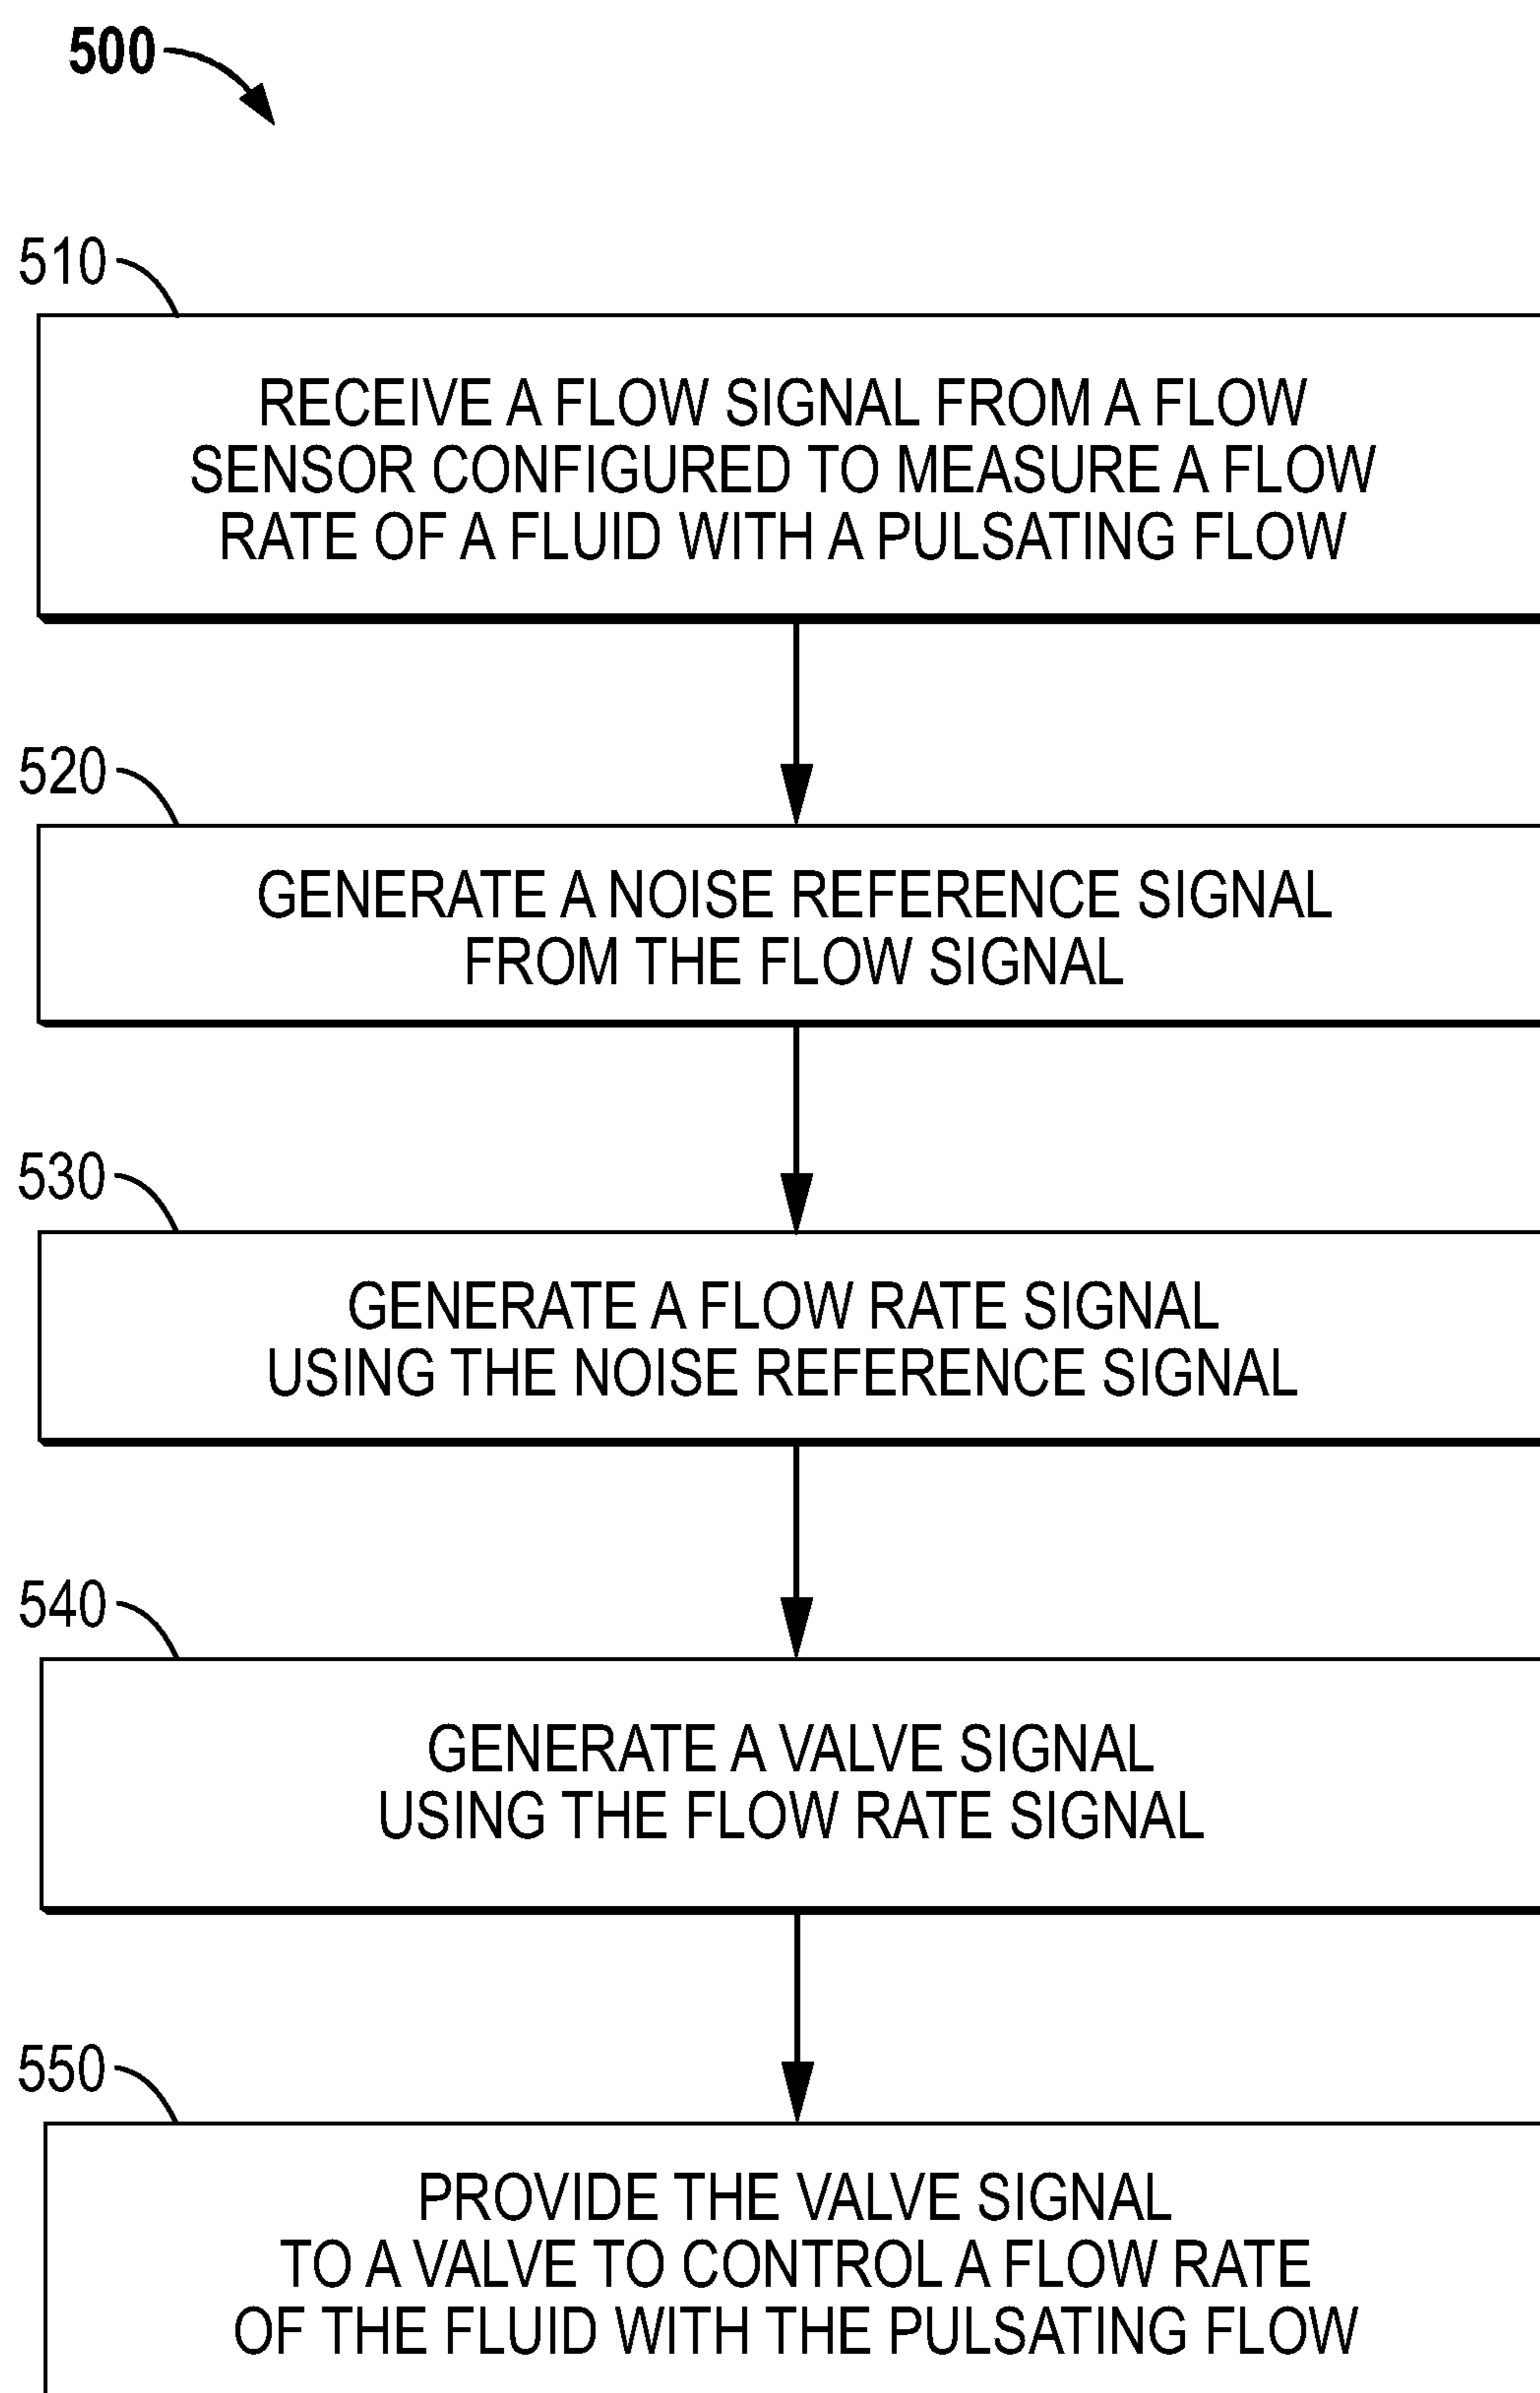 500
510
RECEIVE A FLOW SIGNAL FROM A FLOW
SENSOR CONFIGURED TO MEASURE A FLOW
RATE OF A FLUID WITH A PULSATING FLOW
520
GENERATE A NOISE REFERENCE SIGNAL
FROM THE FLOW SIGNAL
530
GENERATE A FLOW RATE SIGNAL
USING THE NOISE REFERENCE SIGNAL
540
GENERATE A VALVE SIGNAL
USING THE FLOW RATE SIGNAL
550
PROVIDE THE VALVE SIGNAL
TO A VALVE TO CONTROL A FLOW RATE
OF THE FLUID WITH THE PULSATING FLOW